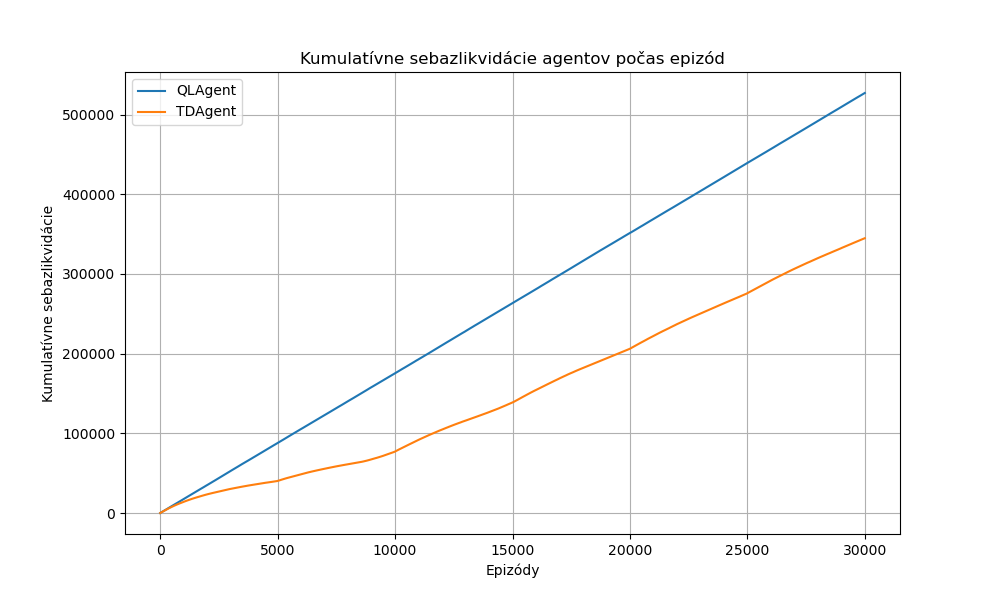 Kumulatívne sebazlikvidácie agentov počas epizód
QLAgent
TDAgent
Kumulatívne sebazlikvidácie
500000
400000
300000
200000
100000
0
0 5000 10000 15000 20000 25000 30000
Epizódy